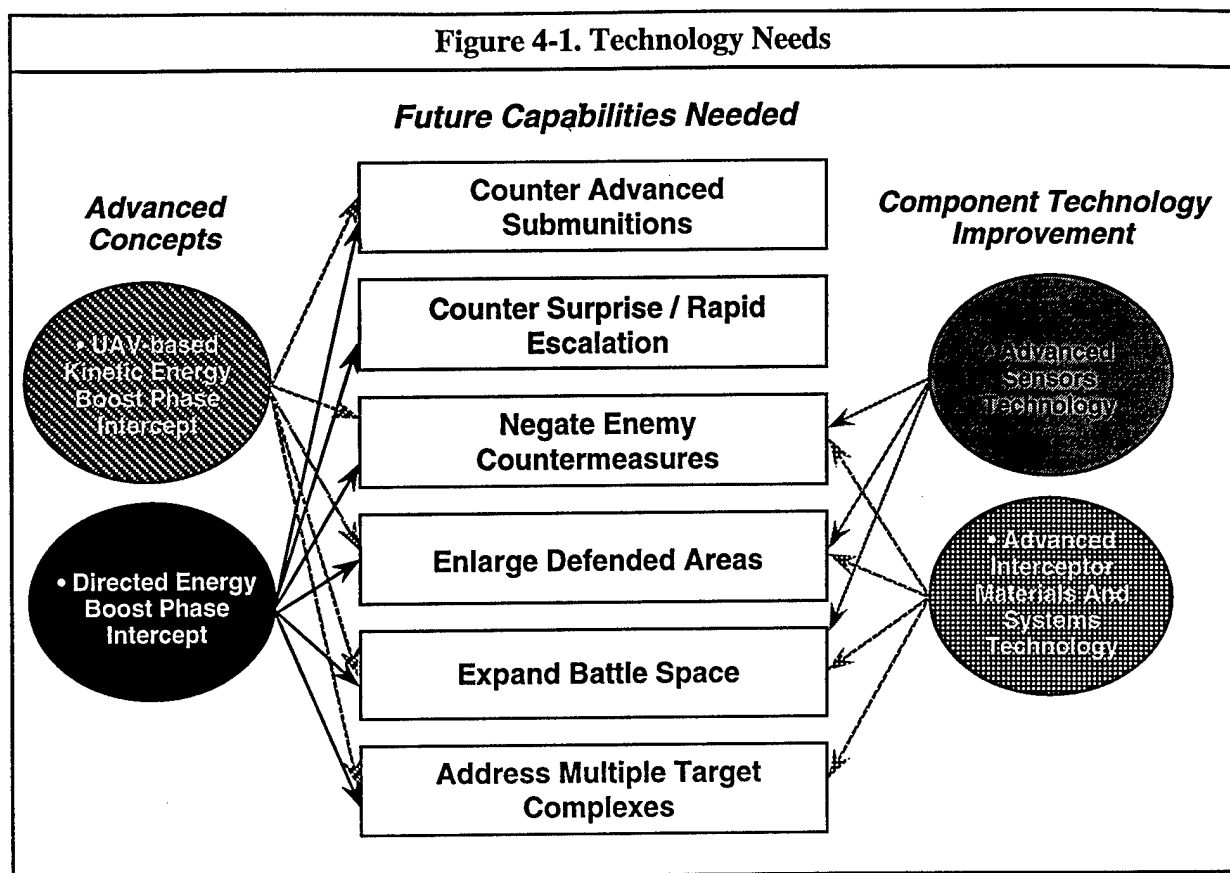 Figure 4-1. Technology Needs
Future Capabilities Needed
Advanced
Concepts
• UAV-based
Kinetic Energy
Boost Phase
Intercept
• Directed Energy
Boost Phase
Intercept
Counter Advanced
Submunitions
Counter Surprise / Rapid
Escalation
Negate Enemy
Countermeasures
Enlarge Defended Areas
Expand Battle Space
Address Multiple Target
Complexes
Component Technology
Improvement
• Advanced
Sensors
Technology
• Advanced
Interceptor
Materials And
Systems
Technology